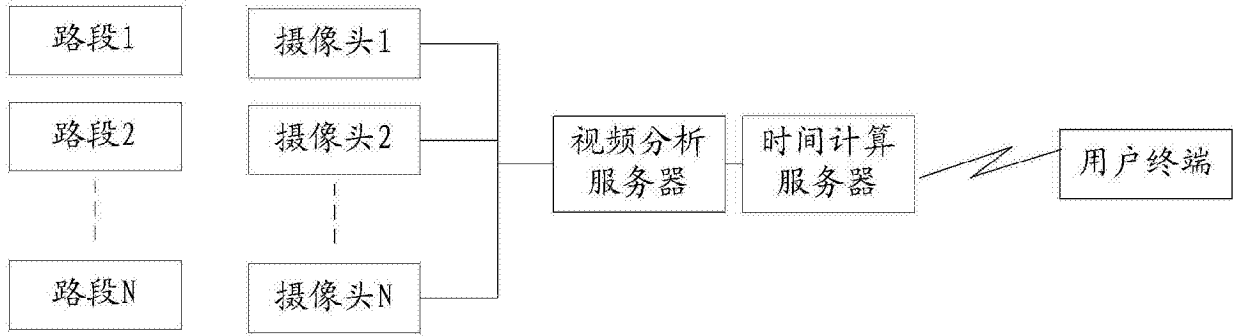 路段1
摄像头1
路段2
摄像头2
视频分析
服务器
时间计算
服务器
用户终端
路段N
摄像头N